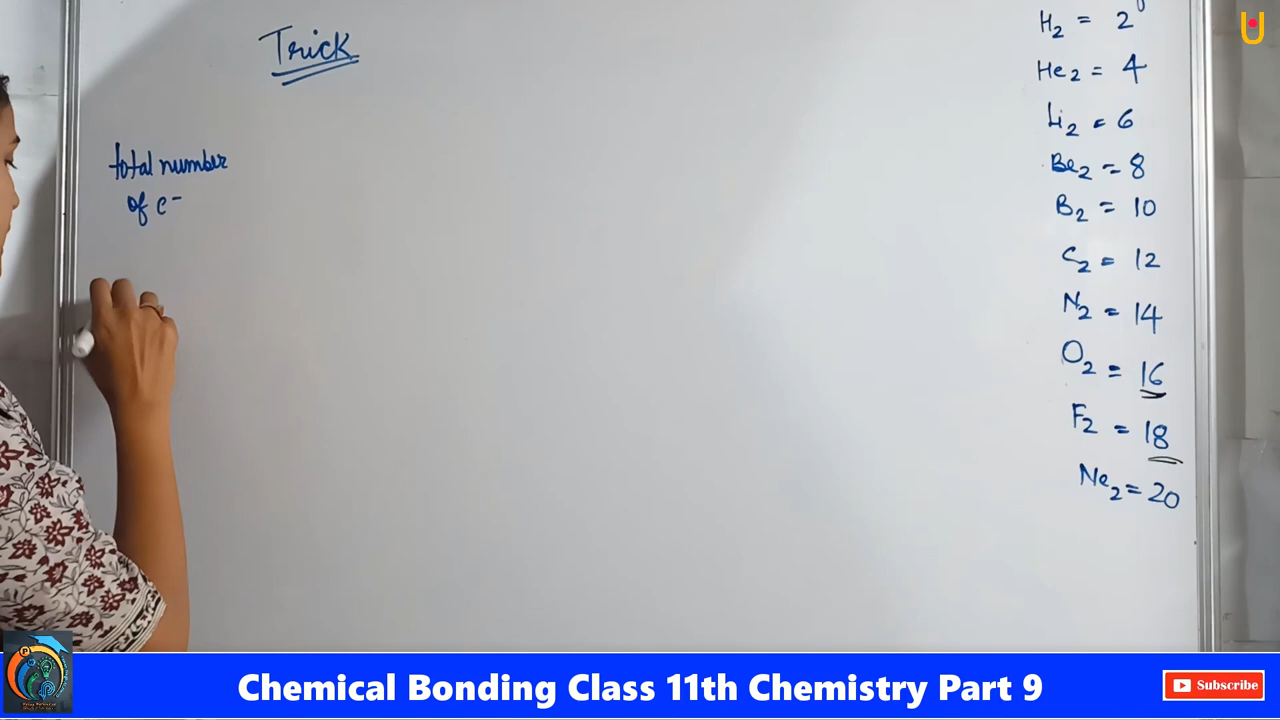 Trick
total number
of e-
H2 = 2
He2 = 4
Li2 = 6
Be2 = 8
B2 = 10
C2 = 12
N2 = 14
O2 = 16
F2 = 18
Ne2 = 20
Chemical Bonding Class 11th Chemistry Part 9
Subscribe